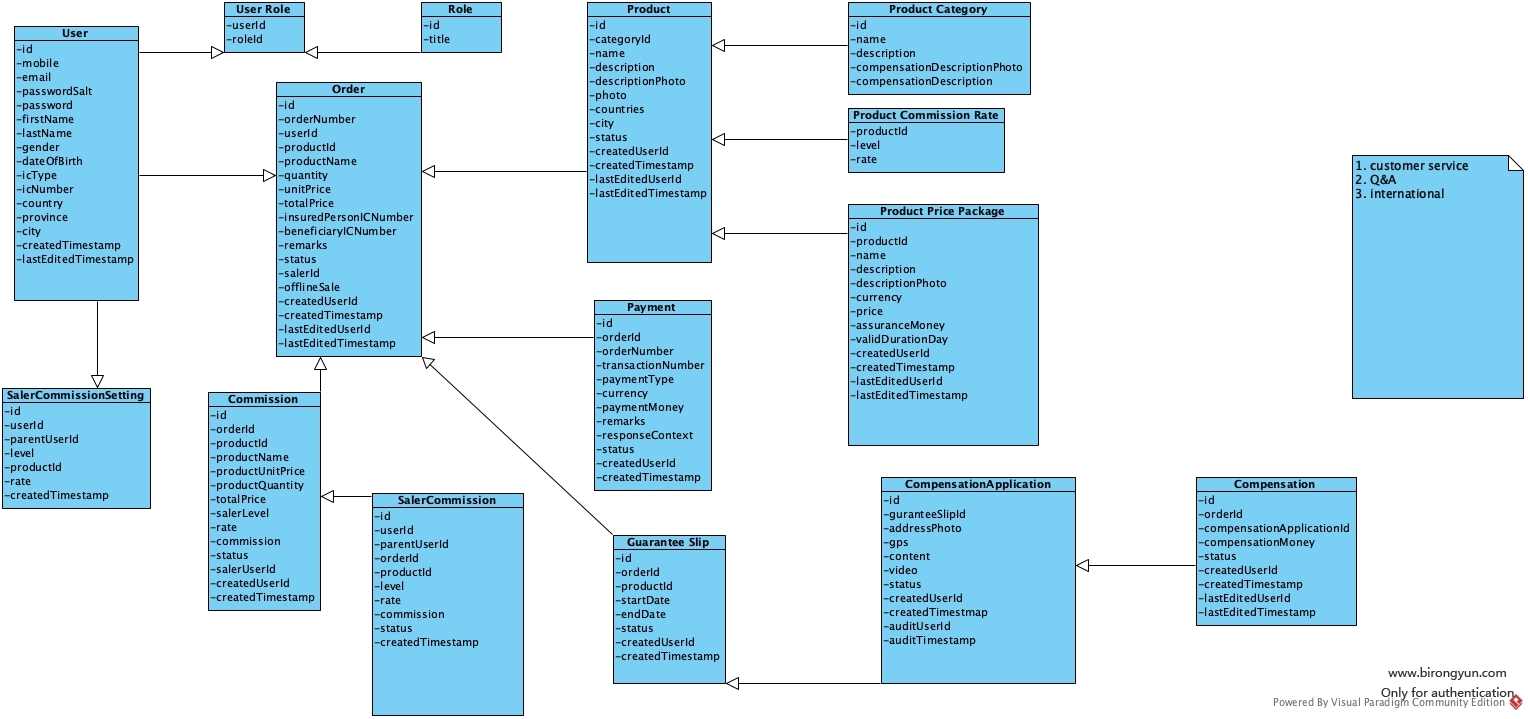 User
-id
-mobile
-email
-passwordSalt
-password
-firstName
-lastName
-gender
-dateOfBirth
-icType
-icNumber
-country
-province
-city
-createdTimestamp
-lastEditedTimestamp
User Role
-userId
-roleId
Role
-id
-title
Order
-id
-orderNumber
-userId
-productId
-productName
-quantity
-unitPrice
-totalPrice
-insuredPersonICNumber
-beneficiaryICNumber
-remarks
-status
-salerId
-offlineSale
-createdUserId
-createdTimestamp
-lastEditedUserId
-lastEditedTimestamp
Product
-id
-categoryId
-name
-description
-descriptionPhoto
-photo
-countries
-city
-status
-createdUserId
-createdTimestamp
-lastEditedUserId
-lastEditedTimestamp
Product Category
-id
-name
-description
-compensationDescriptionPhoto
-compensationDescription
Product Commission Rate
-productId
-level
-rate
Product Price Package
-id
-productId
-name
-description
-descriptionPhoto
-currency
-price
-assuranceMoney
-validDurationDay
-createdUserId
-createdTimestamp
-lastEditedUserId
-lastEditedTimestamp
1. customer service
2. Q&A
3. international
Payment
-id
-orderId
-orderNumber
-transactionNumber
-paymentType
-currency
-paymentMoney
-remarks
-responseContext
-status
-createdUserId
-createdTimestamp
SalerCommissionSetting
-id
-userId
-parentUserId
-level
-productId
-rate
-createdTimestamp
Commission
-id
-orderId
-productId
-productName
-productUnitPrice
-productQuantity
-totalPrice
-salerLevel
-rate
-commission
-status
-salerUserId
-createdUserId
-createdTimestamp
SalerCommission
-id
-userId
-parentUserId
-orderId
-productId
-level
-rate
-commission
-status
-createdTimestamp
Guarantee Slip
-id
-orderId
-productId
-startDate
-endDate
-status
-createdUserId
-createdTimestamp
CompensationApplication
-id
-guranteeSlipId
-addressPhoto
-gps
-content
-video
-status
-createdUserId
-createdTimestmap
-auditUserId
-auditTimestamp
Compensation
-id
-orderId
-compensationApplicationId
-compensationMoney
-status
-createdUserId
-createdTimestamp
-lastEditedUserId
-lastEditedTimestamp
www.birongyun.com
Only for authentication.
Powered By Visual Paradigm Community Edition